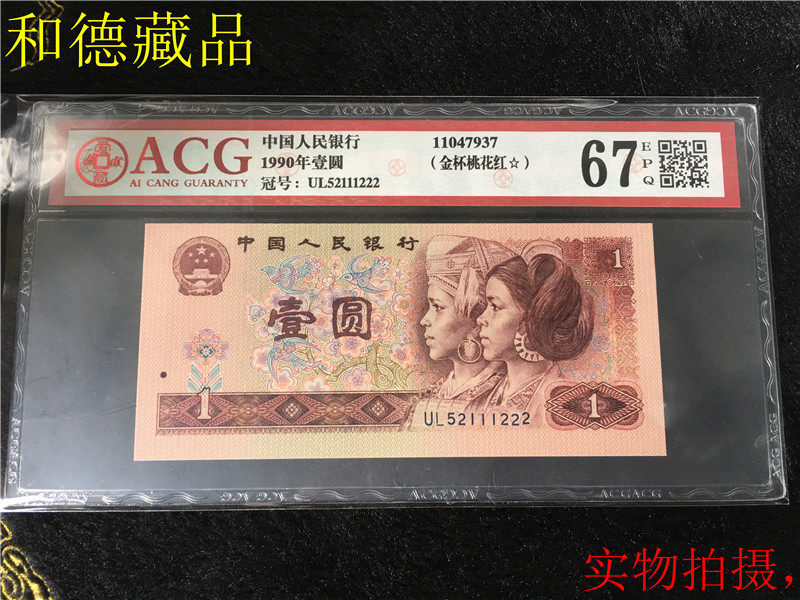 和德藏品
ACG
AI CANG GUARANTY
中国人民银行
1990年壹圆
冠号: UL52111222
11047937
(金杯桃花红☆)
67 EPQ
中国人民银行
1
壹圆
1
UL52111222
1
ACGACG
实物拍摄，